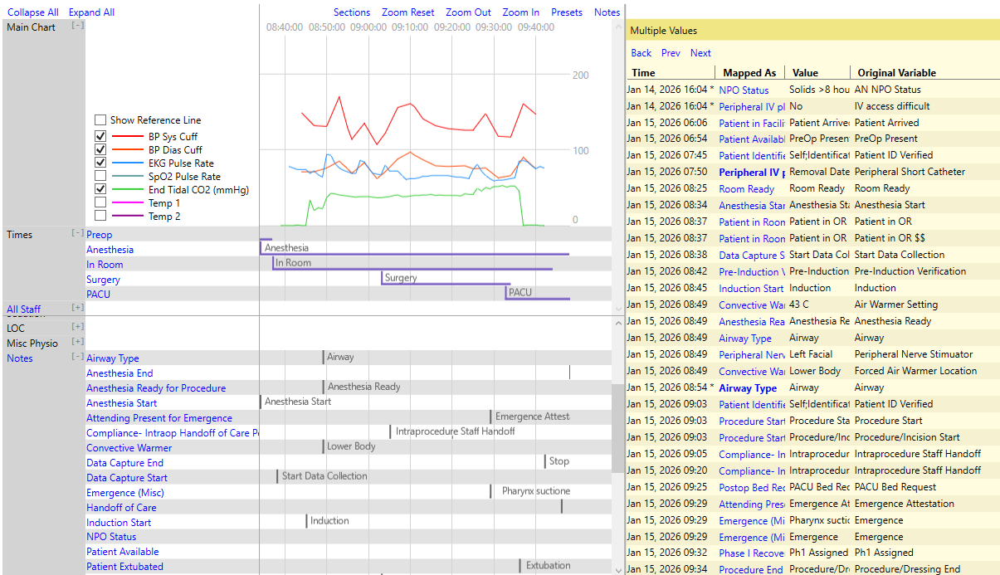 Collapse All Expand All Sections Zoom Reset Zoom Out Zoom In Presets Notes
Main Chart [-]
08:40:00 08:50:00 09:00:00 09:10:00 09:20:00 09:30:00 09:40:00
200
100
0
Show Reference Line
BP Sys Cuff
BP Dias Cuff
EKG Pulse Rate
SpO2 Pulse Rate
End Tidal CO2 (mmHg)
Temp 1
Temp 2
Times [-] Preop
Anesthesia Anesthesia
In Room In Room
Surgery Surgery
PACU PACU
All Staff [+]
LOC [+]
Misc Physio [+]
Notes [-] Airway Type Airway
Anesthesia End
Anesthesia Ready for Procedure Anesthesia Ready
Anesthesia Start Anesthesia Start
Attending Present for Emergence Emergence Attest
Compliance- Intraop Handoff of Care P Intraprocedure Staff Handoff
Convective Warmer Lower Body
Data Capture End Stop
Data Capture Start Start Data Collection
Emergence (Misc) Pharynx suctione
Handoff of Care
Induction Start Induction
NPO Status
Patient Available
Patient Extubated Extubation
Multiple Values
Back Prev Next
Time Mapped As Value Original Variable
Jan 14, 2026 16:04 * NPO Status Solids >8 hou AN NPO Status
Jan 14, 2026 16:04 * Peripheral IV pl No IV access difficult
Jan 15, 2026 06:06 Patient in Facili Patient Arrived Patient Arrived
Jan 15, 2026 06:54 Patient Availabl PreOp Presen PreOp Present
Jan 15, 2026 07:45 Patient Identifie Self;Identificat Patient ID Verified
Jan 15, 2026 07:50 Peripheral IV p Removal Date Peripheral Short Catheter
Jan 15, 2026 08:25 Room Ready Room Ready Room Ready
Jan 15, 2026 08:34 Anesthesia Star Anesthesia Sta Anesthesia Start
Jan 15, 2026 08:37 Patient in Room Patient in OR Patient in OR
Jan 15, 2026 08:37 Patient in Room Patient in OR Patient in OR $$
Jan 15, 2026 08:38 Data Capture S Start Data Col Start Data Collection
Jan 15, 2026 08:42 Pre-Induction V Pre-Induction Pre-Induction Verification
Jan 15, 2026 08:45 Induction Start Induction Induction
Jan 15, 2026 08:49 Convective War 43 C Air Warmer Setting
Jan 15, 2026 08:49 Anesthesia Rea Anesthesia Re Anesthesia Ready
Jan 15, 2026 08:49 Airway Type Airway Airway
Jan 15, 2026 08:49 Peripheral Nerv Left Facial Peripheral Nerve Stimuator
Jan 15, 2026 08:49 Convective War Lower Body Forced Air Warmer Location
Jan 15, 2026 08:54 * Airway Type Airway Airway
Jan 15, 2026 09:03 Patient Identifie Self;Identificat Patient ID Verified
Jan 15, 2026 09:03 Procedure Start Procedure Sta Procedure Start
Jan 15, 2026 09:03 Procedure Start Procedure/Inc Procedure/Incision Start
Jan 15, 2026 09:05 Compliance- In Intraprocedur Intraprocedure Staff Handoff
Jan 15, 2026 09:20 Compliance- In Intraprocedur Intraprocedure Staff Handoff
Jan 15, 2026 09:25 Postop Bed Rec PACU Bed Rec PACU Bed Request
Jan 15, 2026 09:29 Attending Pres Emergence At Emergence Attestation
Jan 15, 2026 09:29 Emergence (Mi Pharynx suctic Emergence
Jan 15, 2026 09:29 Emergence (Mi Emergence Emergence
Jan 15, 2026 09:32 Phase I Recove Ph1 Assigned Ph1 Assigned
Jan 15, 2026 09:34 Procedure End Procedure/Dr Procedure/Dressing End